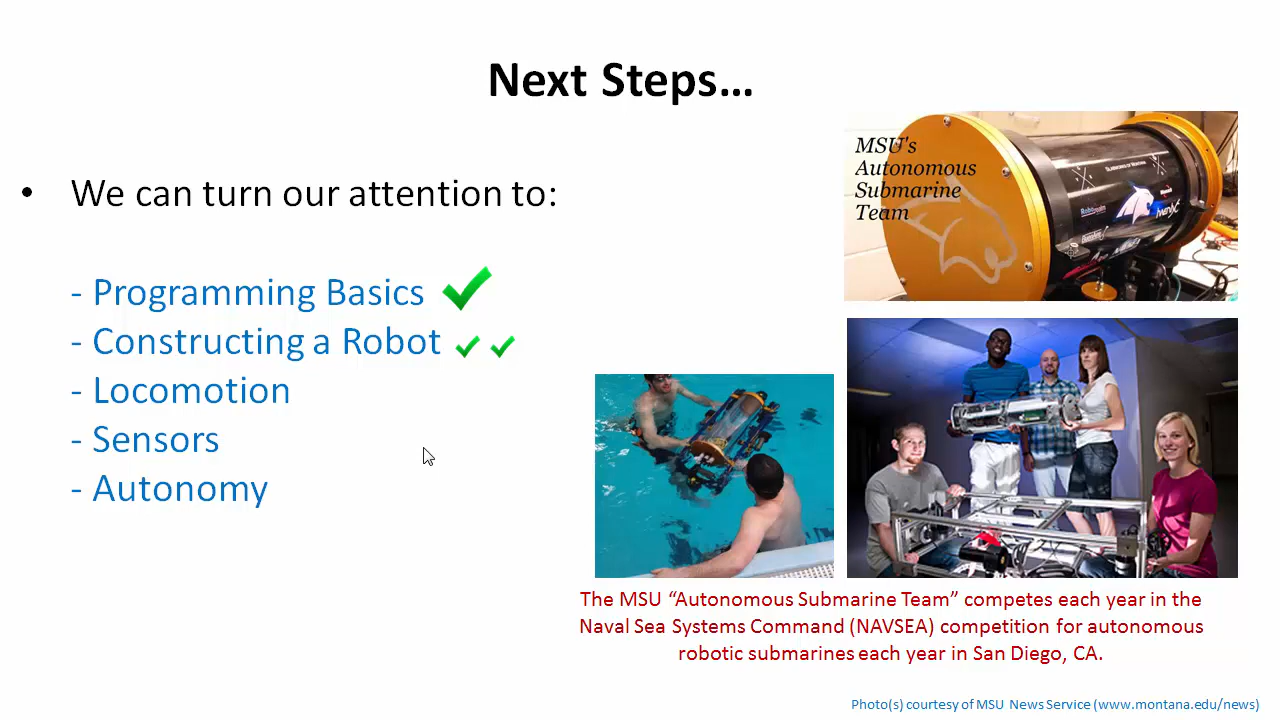 Next Steps...
• We can turn our attention to:
- Programming Basics
- Constructing a Robot
- Locomotion
- Sensors
- Autonomy
MSU's
Autonomous
Submarine
Team
The MSU “Autonomous Submarine Team” competes each year in the
Naval Sea Systems Command (NAVSEA) competition for autonomous
robotic submarines each year in San Diego, CA.
Photo(s) courtesy of MSU News Service (www.montana.edu/news)